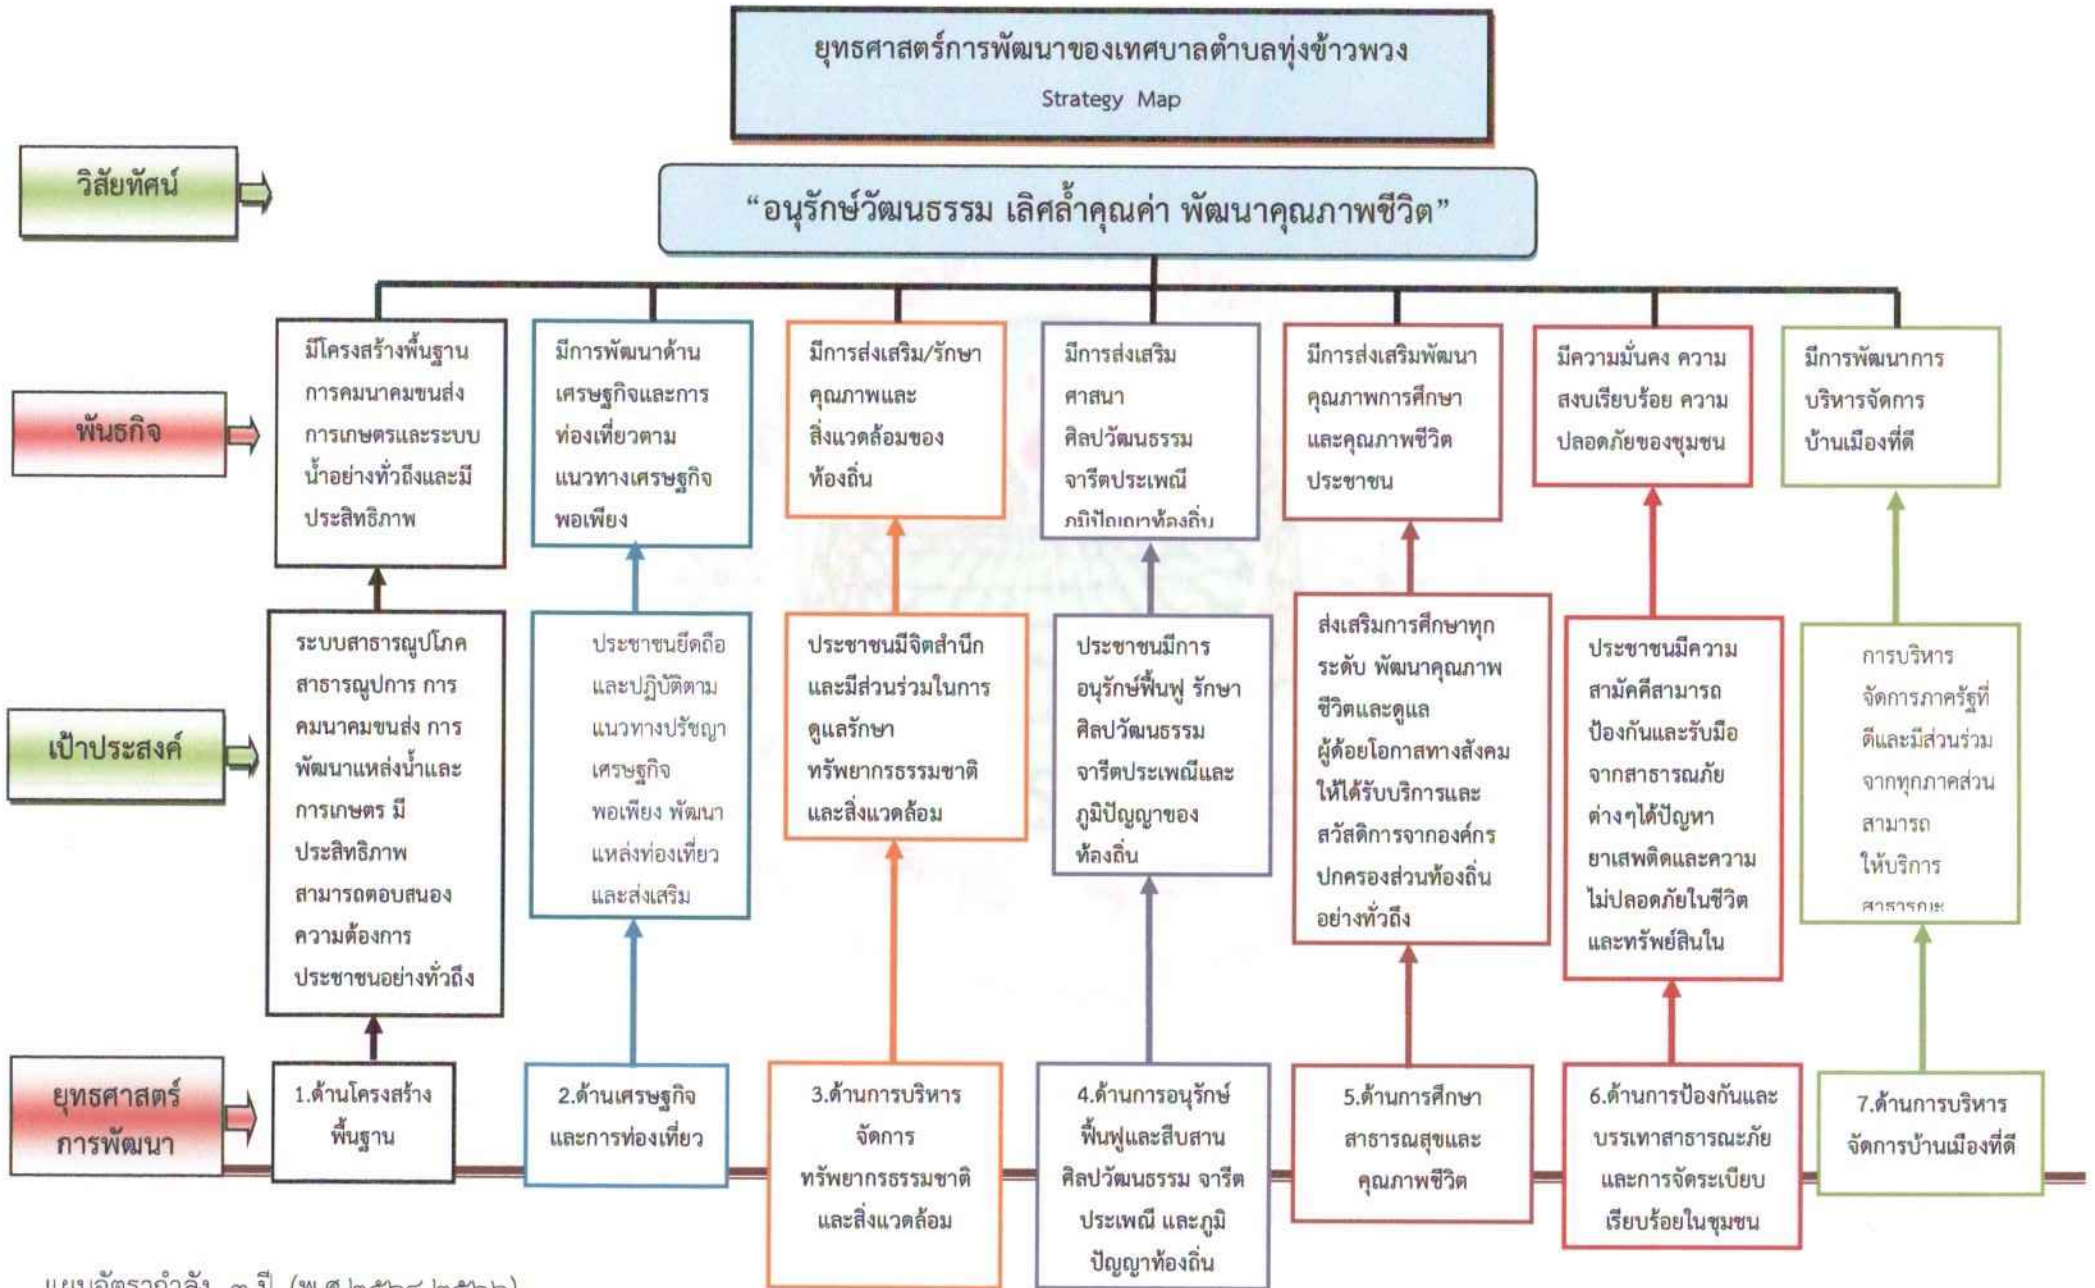 ยุทธศาสตร์การพัฒนาของเทศบาลตำบลทุ่งข้าวพวง
Strategy Map
วิสัยทัศน์
“อนุรักษ์วัฒนธรรม เลิศล้ำคุณค่า พัฒนาคุณภาพชีวิต”
พันธกิจ
มีโครงสร้างพื้นฐาน
การคมนาคมขนส่ง
การเกษตรและระบบ
น้ำอย่างทั่วถึงและมี
ประสิทธิภาพ
มีการพัฒนาด้าน
เศรษฐกิจและการ
ท่องเที่ยวตาม
แนวทางเศรษฐกิจ
พอเพียง
มีการส่งเสริม/รักษา
คุณภาพและ
สิ่งแวดล้อมของ
ท้องถิ่น
มีการส่งเสริม
ศาสนา
ศิลปวัฒนธรรม
จารีตประเพณี
ภูมิปัญญาท้องถิ่น
มีการส่งเสริมพัฒนา
คุณภาพการศึกษา
และคุณภาพชีวิต
ประชาชน
มีความมั่นคง ความ
สงบเรียบร้อย ความ
ปลอดภัยของชุมชน
มีการพัฒนาการ
บริหารจัดการ
บ้านเมืองที่ดี
เป้าประสงค์
ระบบสาธารณูปโภค
สาธารณูปการ การ
คมนาคมขนส่ง การ
พัฒนาแหล่งน้ำและ
การเกษตร มี
ประสิทธิภาพ
สามารถตอบสนอง
ความต้องการ
ประชาชนอย่างทั่วถึง
ประชาชนยึดถือ
และปฏิบัติตาม
แนวทางปรัชญา
เศรษฐกิจ
พอเพียง พัฒนา
แหล่งท่องเที่ยว
และส่งเสริม
ประชาชนมีจิตสำนึก
และมีส่วนร่วมในการ
ดูแลรักษา
ทรัพยากรธรรมชาติ
และสิ่งแวดล้อม
ประชาชนมีการ
อนุรักษ์ฟื้นฟู รักษา
ศิลปวัฒนธรรม
จารีตประเพณีและ
ภูมิปัญญาของ
ท้องถิ่น
ส่งเสริมการศึกษาทุก
ระดับ พัฒนาคุณภาพ
ชีวิตและดูแล
ผู้ด้อยโอกาสทางสังคม
ให้ได้รับบริการและ
สวัสดิการจากองค์กร
ปกครองส่วนท้องถิ่น
อย่างทั่วถึง
ประชาชนมีความ
สามัคคีสามารถ
ป้องกันและรับมือ
จากสาธารณภัย
ต่างๆได้ปัญหา
ยาเสพติดและความ
ไม่ปลอดภัยในชีวิต
และทรัพย์สินใน
การบริหาร
จัดการภาครัฐที่
ดีและมีส่วนร่วม
จากทุกภาคส่วน
สามารถ
ให้บริการ
สาธารณะ
ยุทธศาสตร์
การพัฒนา
1.ด้านโครงสร้าง
พื้นฐาน
2.ด้านเศรษฐกิจ
และการท่องเที่ยว
3.ด้านการบริหาร
จัดการ
ทรัพยากรธรรมชาติ
และสิ่งแวดล้อม
4.ด้านการอนุรักษ์
ฟื้นฟูและสืบสาน
ศิลปวัฒนธรรม จารีต
ประเพณี และภูมิ
ปัญญาท้องถิ่น
5.ด้านการศึกษา
สาธารณสุขและ
คุณภาพชีวิต
6.ด้านการป้องกันและ
บรรเทาสาธารณะภัย
และการจัดระเบียบ
เรียบร้อยในชุมชน
7.ด้านการบริหาร
จัดการบ้านเมืองที่ดี
แผนอัตรากำลัง ๓ ปี